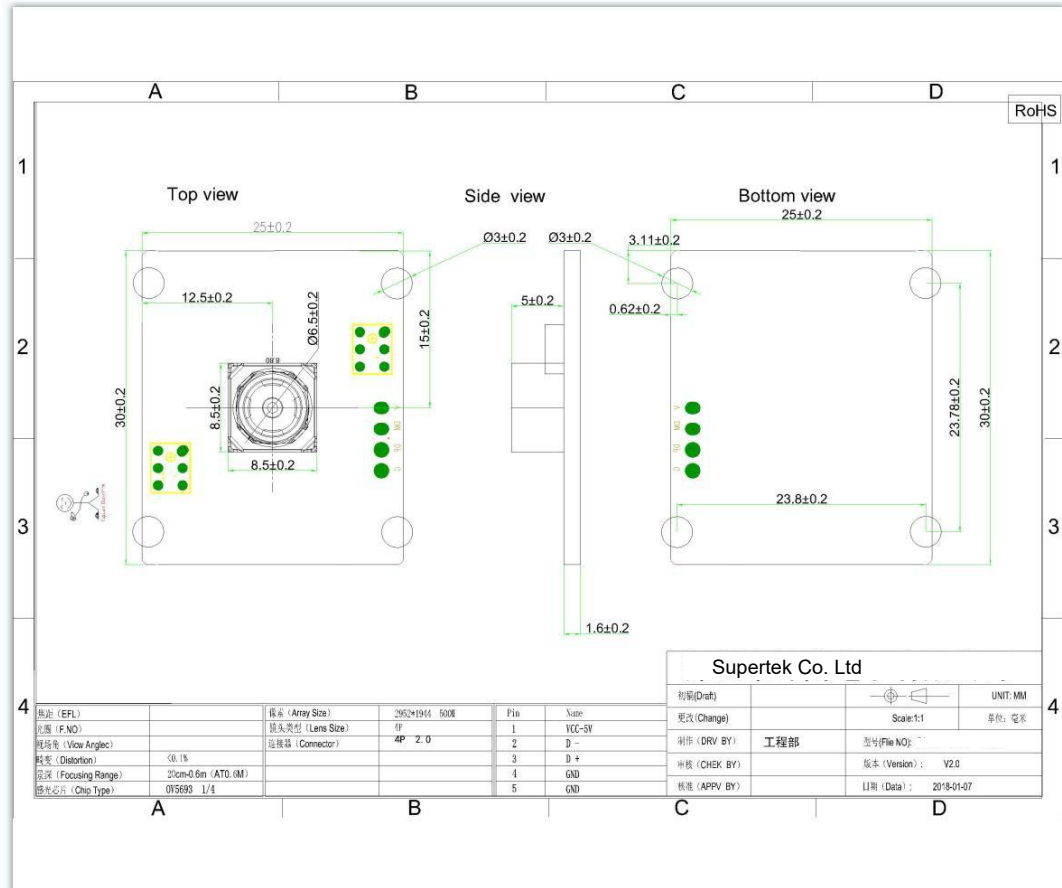 A B C D
RoHS
1 1
Top view
Side view
Bottom view
25±0.2
25±0.2
Ø3±0.2
Ø3±0.2
3.11±0.2
12.5±0.2
Ø6.5±0.2
15±0.2
5±0.2
0.62±0.2
2 2
30±0.2
8.5±0.2
8.5±0.2
V
DM
DP
G
V
DM
DP
G
23.78±0.2
30±0.2
23.8±0.2
3 3
1.6±0.2
Supertek Co. Ltd
4 4
初稿(Draft) UNIT: MM
更改(Change) Scale:1:1 单位: 毫米
制作 (DRV BY) 工程部 型号(Flie NO):
审核 (CHEK BY) 版本 (Version) : V2.0
核准 (APPV BY) 日期 (Data) : 2018-01-07
焦距 (EFL)
光圈 (F.NO)
视场角 (View Anglec)
畸变 (Distortion) <0.1%
景深 (Focusing Range) 20cm-0.6m (AT0.6M)
感光芯片 (Chip Type) OV5693 1/4
像素 (Array Size) 2952*1944 500W
镜头类型 (Lens Size) 4P
连接器 (Connector) 4P 2.0
Pin Name
1 VCC-5V
2 D -
3 D +
4 GND
5 GND
A B C D